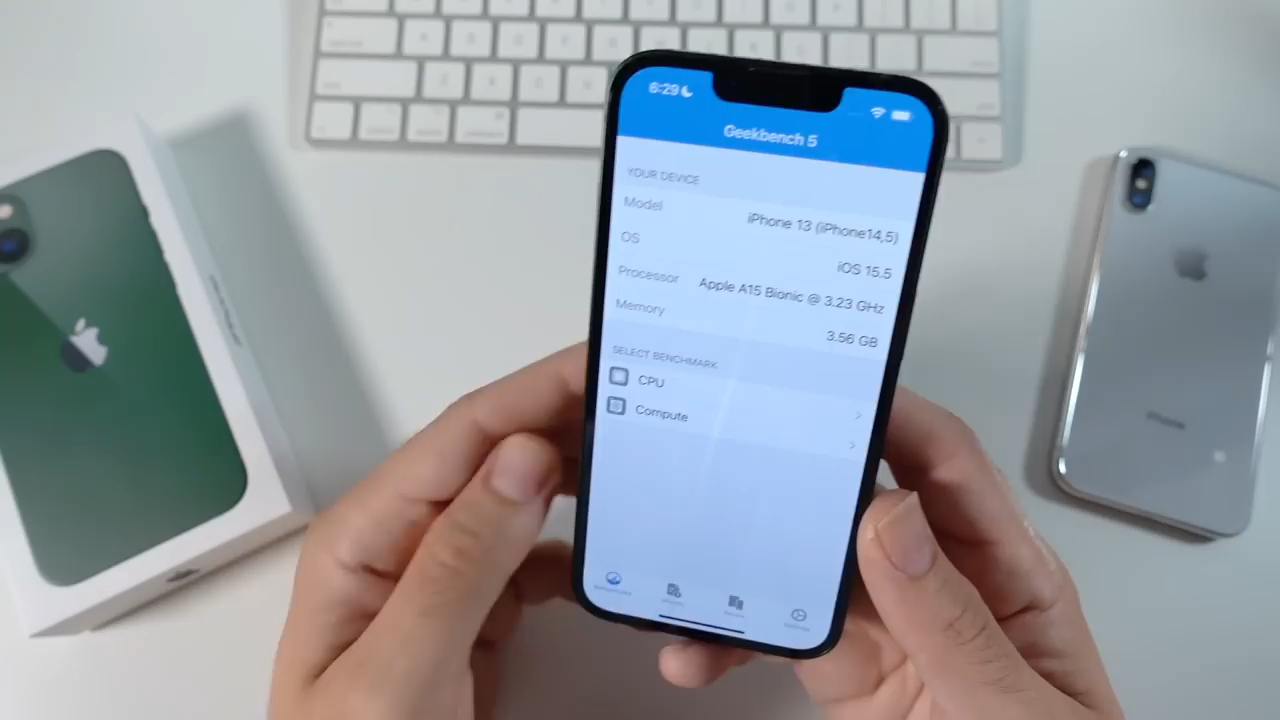 6:29
Geekbench 5
YOUR DEVICE
Model iPhone 13 (iPhone14,5)
OS iOS 15.5
Processor Apple A15 Bionic @ 3.23 GHz
Memory 3.56 GB
SELECT BENCHMARK
CPU
Compute
iPhone